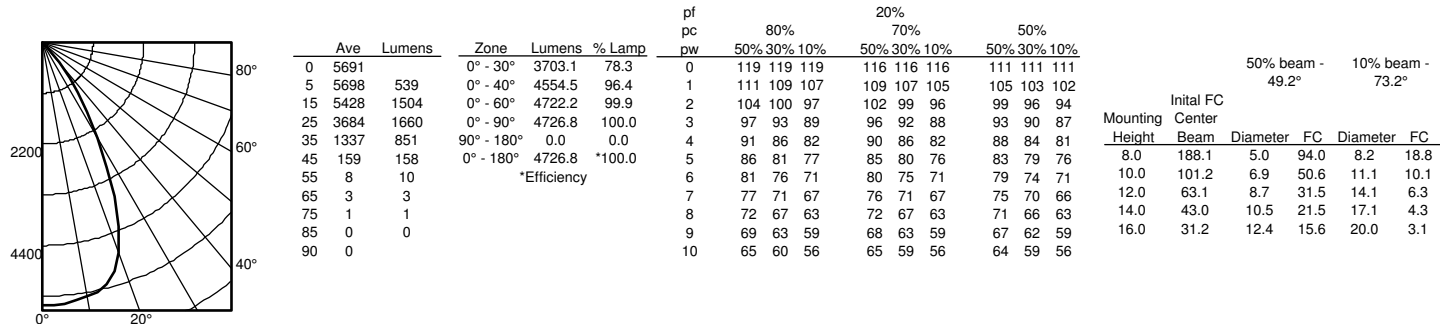 80°
60°
40°
20°
0°
2200
4400
Ave Lumens
0 5691
5 5698 539
15 5428 1504
25 3684 1660
35 1337 851
45 159 158
55 8 10
65 3 3
75 1 1
85 0 0
90 0
Zone Lumens % Lamp
0° - 30° 3703.1 78.3
0° - 40° 4554.5 96.4
0° - 60° 4722.2 99.9
0° - 90° 4726.8 100.0
90° - 180° 0.0 0.0
0° - 180° 4726.8 *100.0
*Efficiency
pf 20%
pc 80% 70% 50%
pw 50% 30% 10% 50% 30% 10% 50% 30% 10%
0 119 119 119 116 116 116 111 111 111
1 111 109 107 109 107 105 105 103 102
2 104 100 97 102 99 96 99 96 94
3 97 93 89 96 92 88 93 90 87
4 91 86 82 90 86 82 88 84 81
5 86 81 77 85 80 76 83 79 76
6 81 76 71 80 75 71 79 74 71
7 77 71 67 76 71 67 75 70 66
8 72 67 63 72 67 63 71 66 63
9 69 63 59 68 63 59 67 62 59
10 65 60 56 65 59 56 64 59 56
50% beam - 10% beam -
49.2° 73.2°
Inital FC
Mounting Center
Height Beam Diameter FC Diameter FC
8.0 188.1 5.0 94.0 8.2 18.8
10.0 101.2 6.9 50.6 11.1 10.1
12.0 63.1 8.7 31.5 14.1 6.3
14.0 43.0 10.5 21.5 17.1 4.3
16.0 31.2 12.4 15.6 20.0 3.1